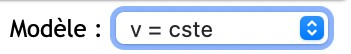 Modèle : v = cste